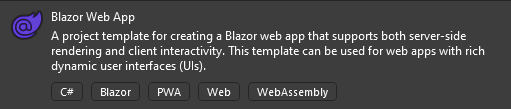 Blazor Web App
A project template for creating a Blazor web app that supports both server-side
rendering and client interactivity. This template can be used for web apps with rich
dynamic user interfaces (UIs).
C# Blazor PWA Web WebAssembly